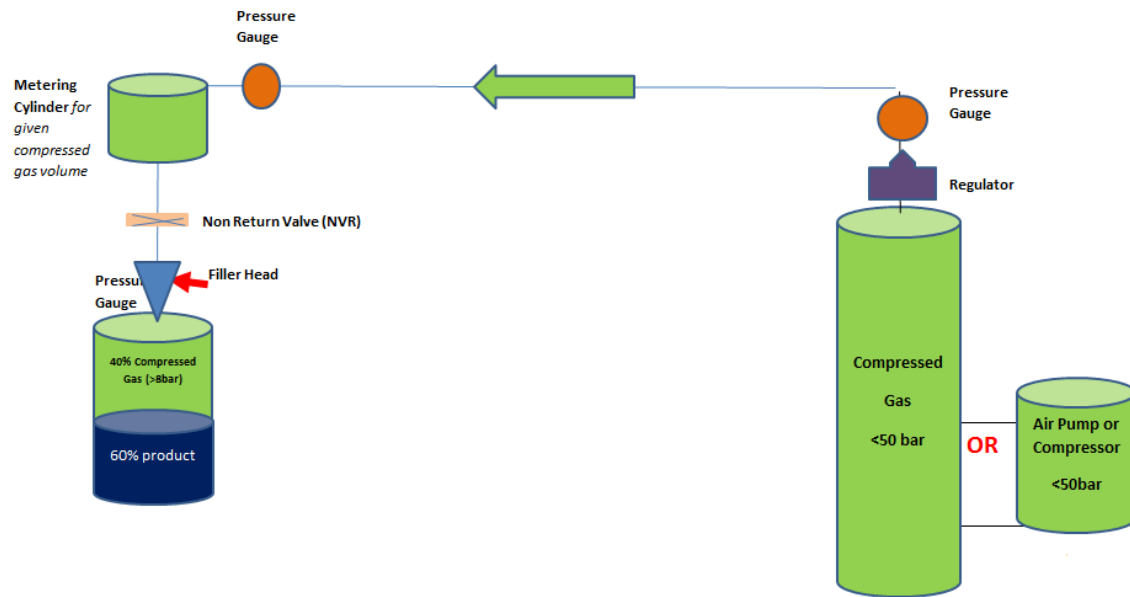 Pressure
Gauge
Metering
Cylinder for
given
compressed
gas volume
Pressure
Gauge
Regulator
Non Return Valve (NVR)
Filler Head
Pressu
Gauge
40% Compressed
Gas (>8bar)
60% product
Compressed
Gas
<50 bar
OR
Air Pump or
Compressor
<50bar